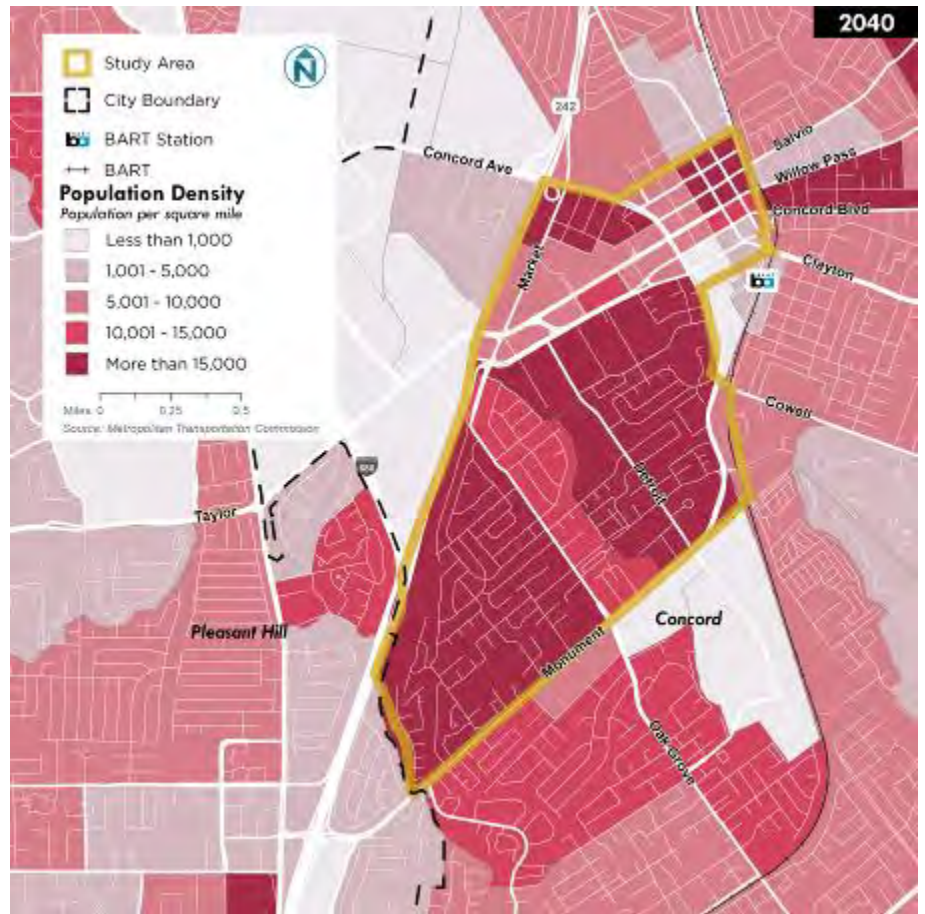 2040
Study Area
N
City Boundary
BART Station
BART
Population Density
Population per square mile
Less than 1,000
1,001 - 5,000
5,001 - 10,000
10,001 - 15,000
More than 15,000
Miles 0 0.25 0.5
Source: Metropolitan Transportation Commission
242
Concord Ave
Salvio
Willow Pass
Concord Blvd
Clayton
Market
ba
Cowell
Detroit
Taylor
Pleasant Hill
Concord
Monument
Oak Grove